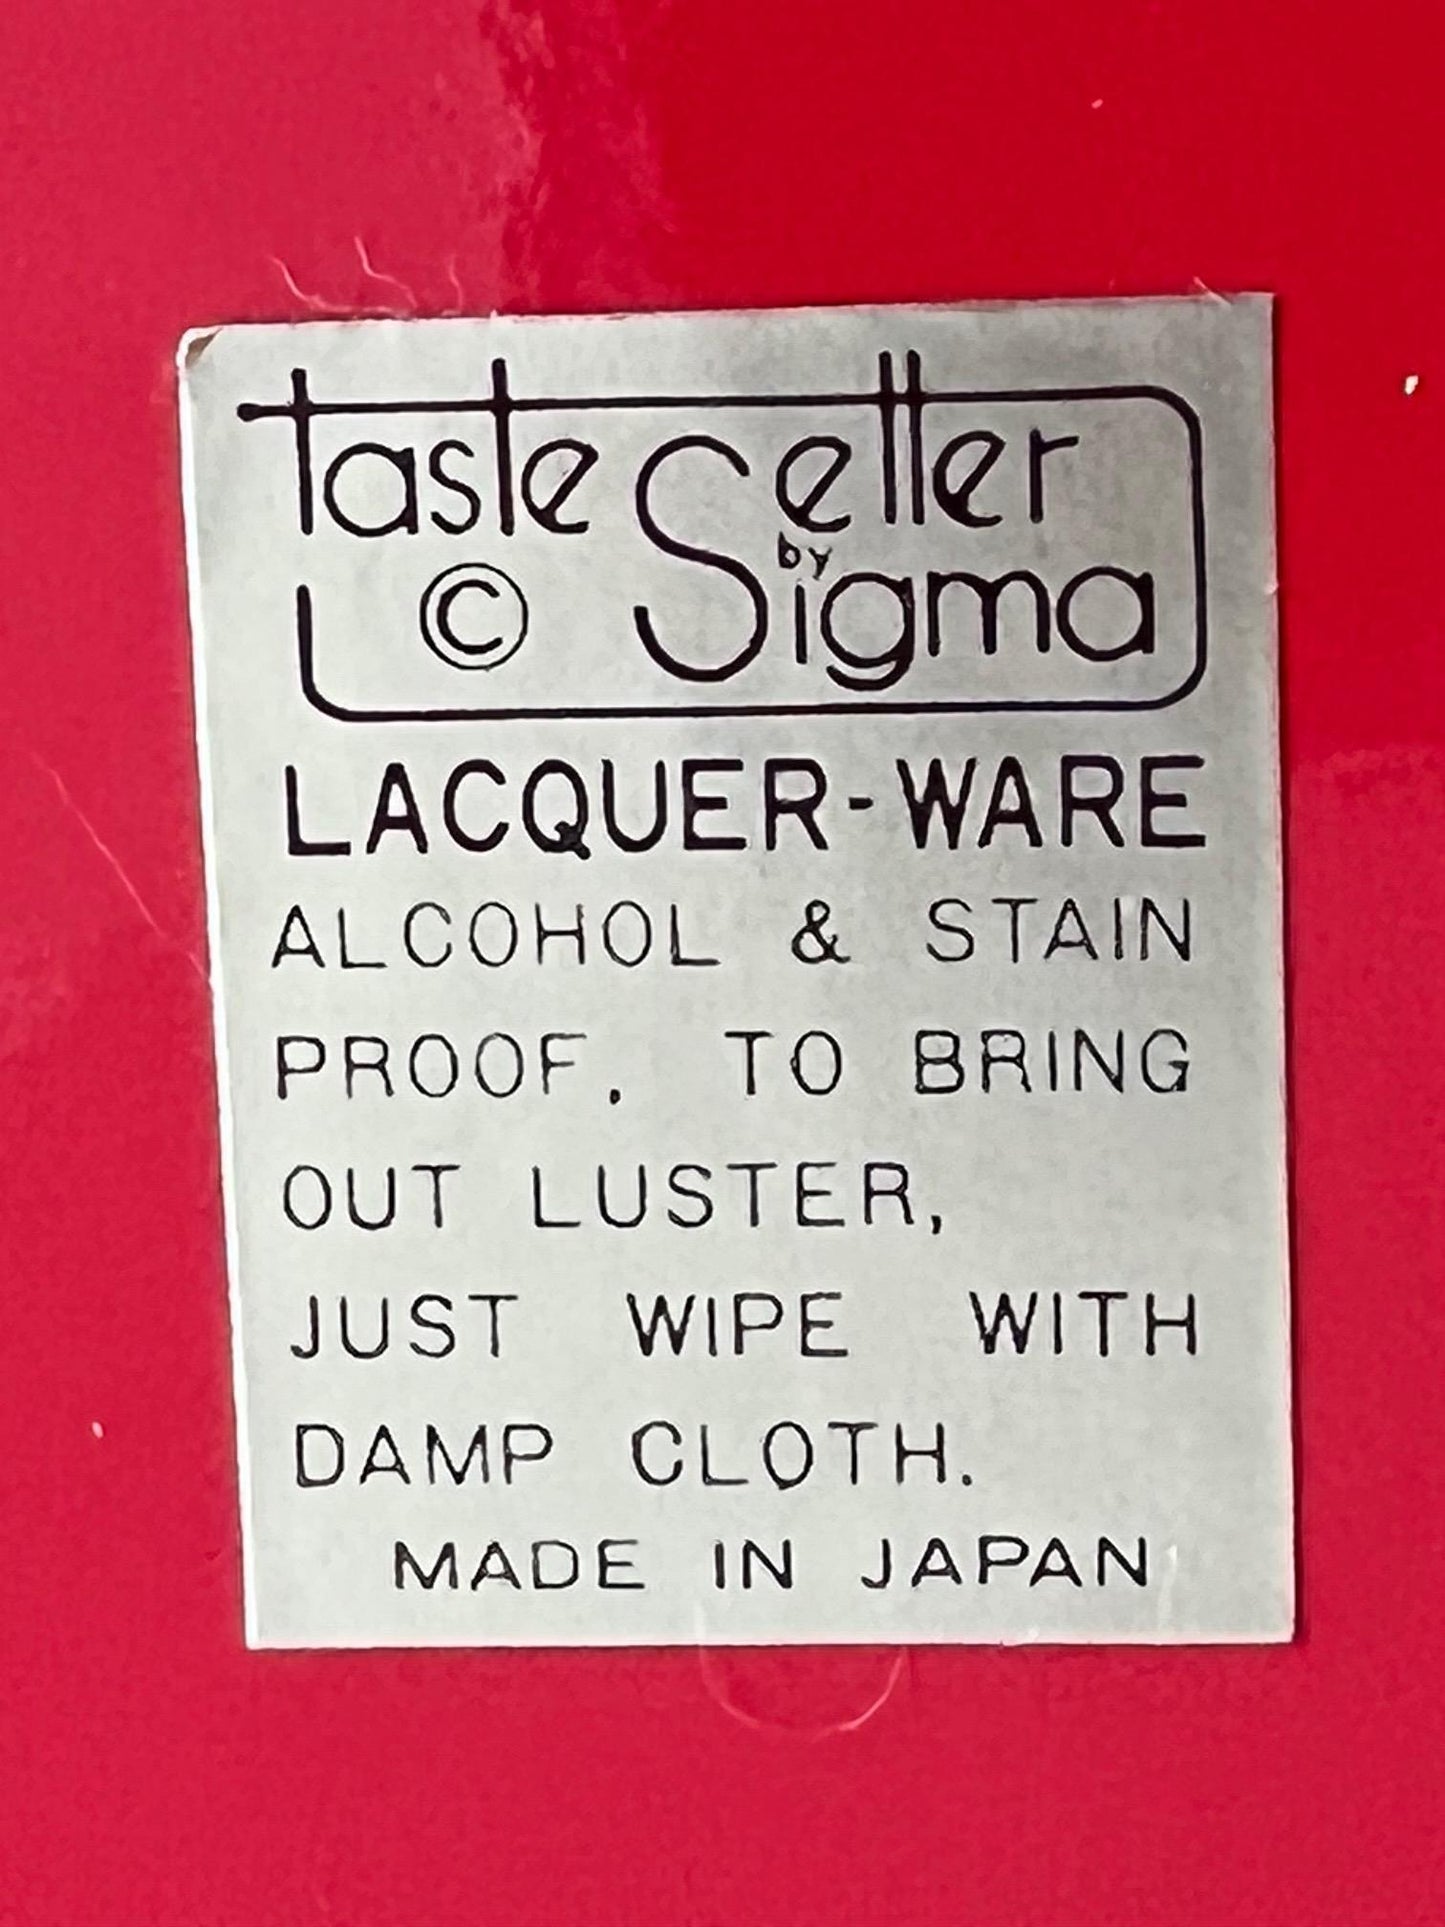 taste Setter
by
© Sigma
LACQUER-WARE
ALCOHOL & STAIN
PROOF. TO BRING
OUT LUSTER,
JUST WIPE WITH
DAMP CLOTH.
MADE IN JAPAN